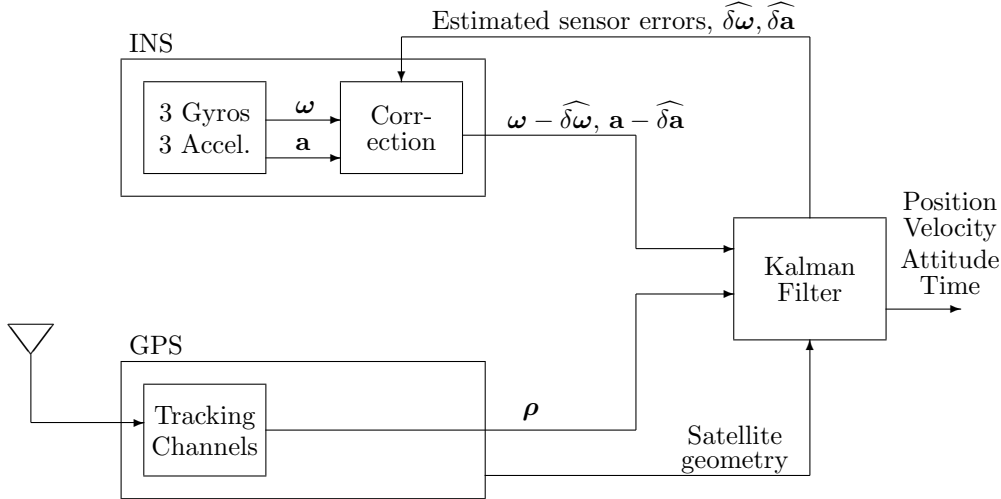 Estimated sensor errors, δω̂, δâ
INS
3 Gyros
3 Accel.
ω
a
Corr-
ection
ω − δω̂, a − δâ
Position
Velocity
Attitude
Time
Kalman
Filter
GPS
Tracking
Channels
ρ
Satellite
geometry